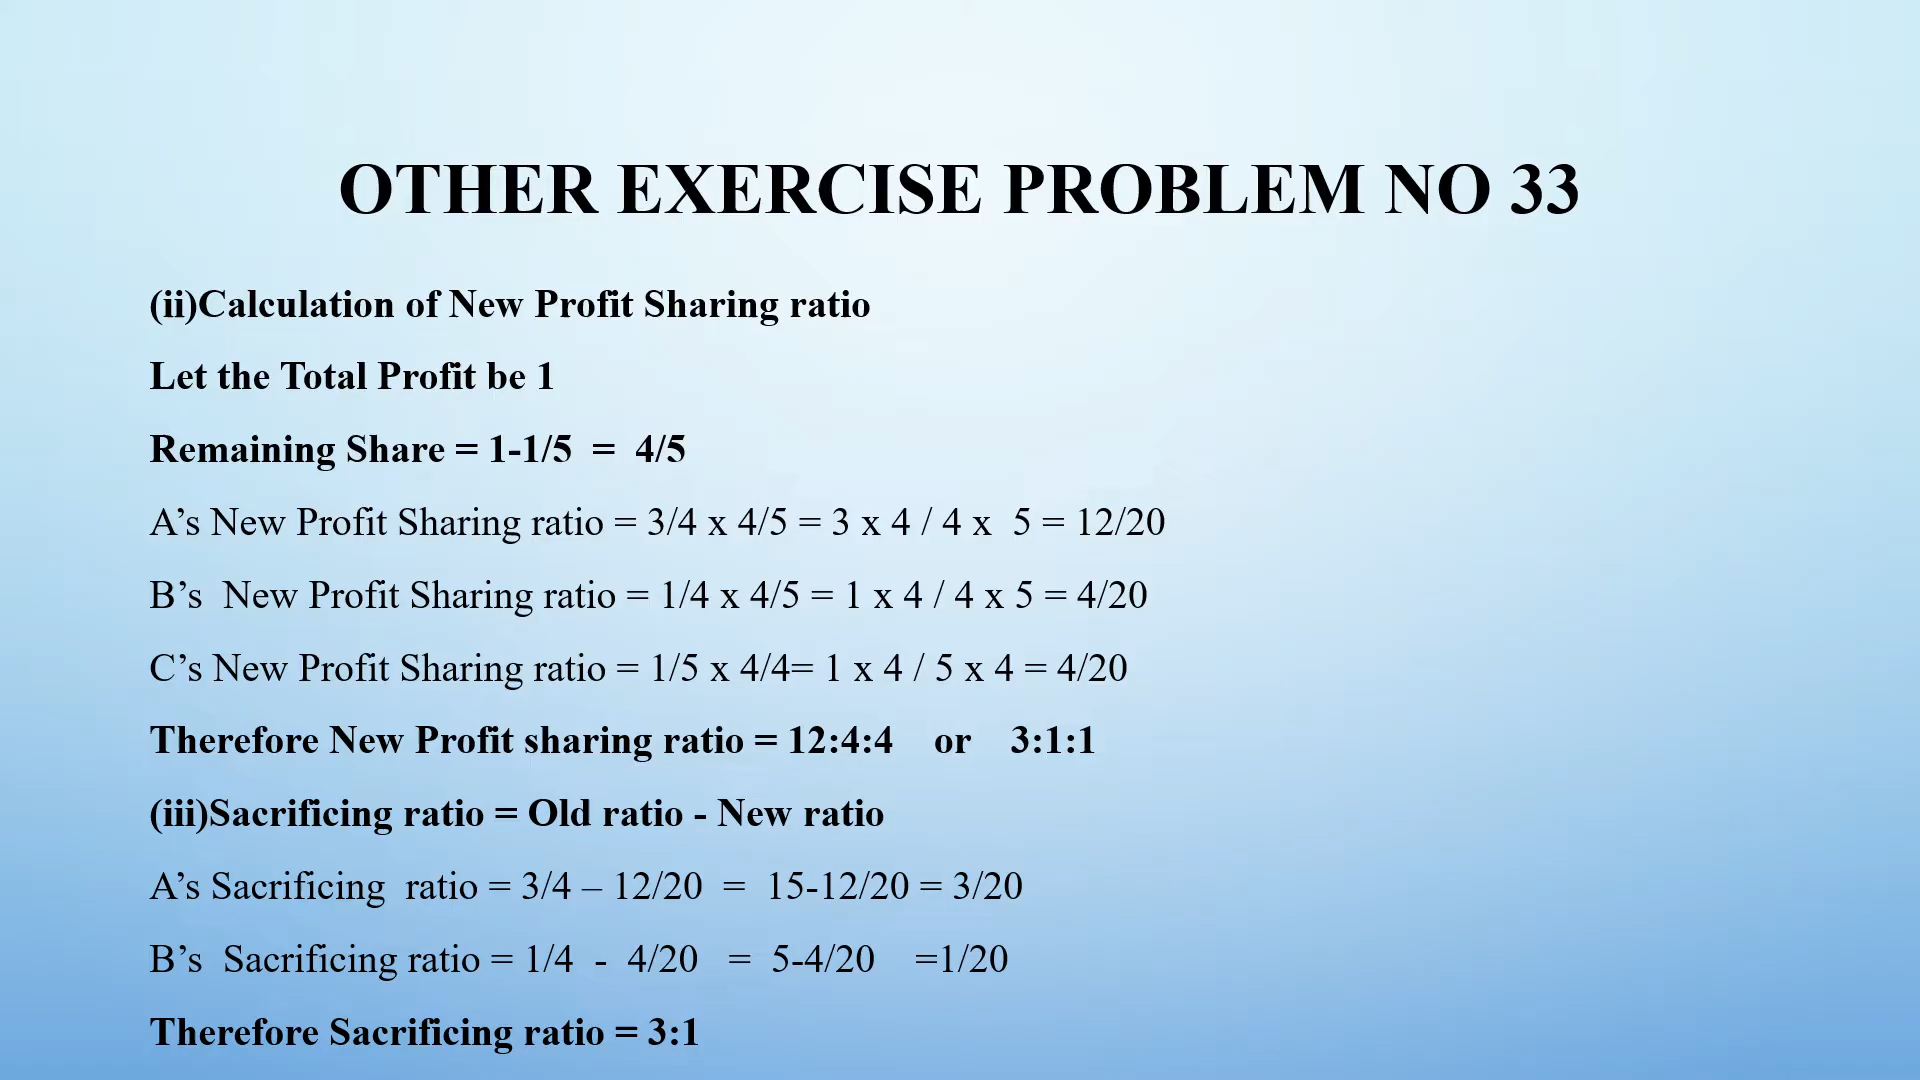 OTHER EXERCISE PROBLEM NO 33
(ii)Calculation of New Profit Sharing ratio
Let the Total Profit be 1
Remaining Share = 1-1/5 = 4/5
A’s New Profit Sharing ratio = 3/4 x 4/5 = 3 x 4 / 4 x 5 = 12/20
B’s New Profit Sharing ratio = 1/4 x 4/5 = 1 x 4 / 4 x 5 = 4/20
C’s New Profit Sharing ratio = 1/5 x 4/4= 1 x 4 / 5 x 4 = 4/20
Therefore New Profit sharing ratio = 12:4:4 or 3:1:1
(iii)Sacrificing ratio = Old ratio - New ratio
A’s Sacrificing ratio = 3/4 – 12/20 = 15-12/20 = 3/20
B’s Sacrificing ratio = 1/4 - 4/20 = 5-4/20 =1/20
Therefore Sacrificing ratio = 3:1